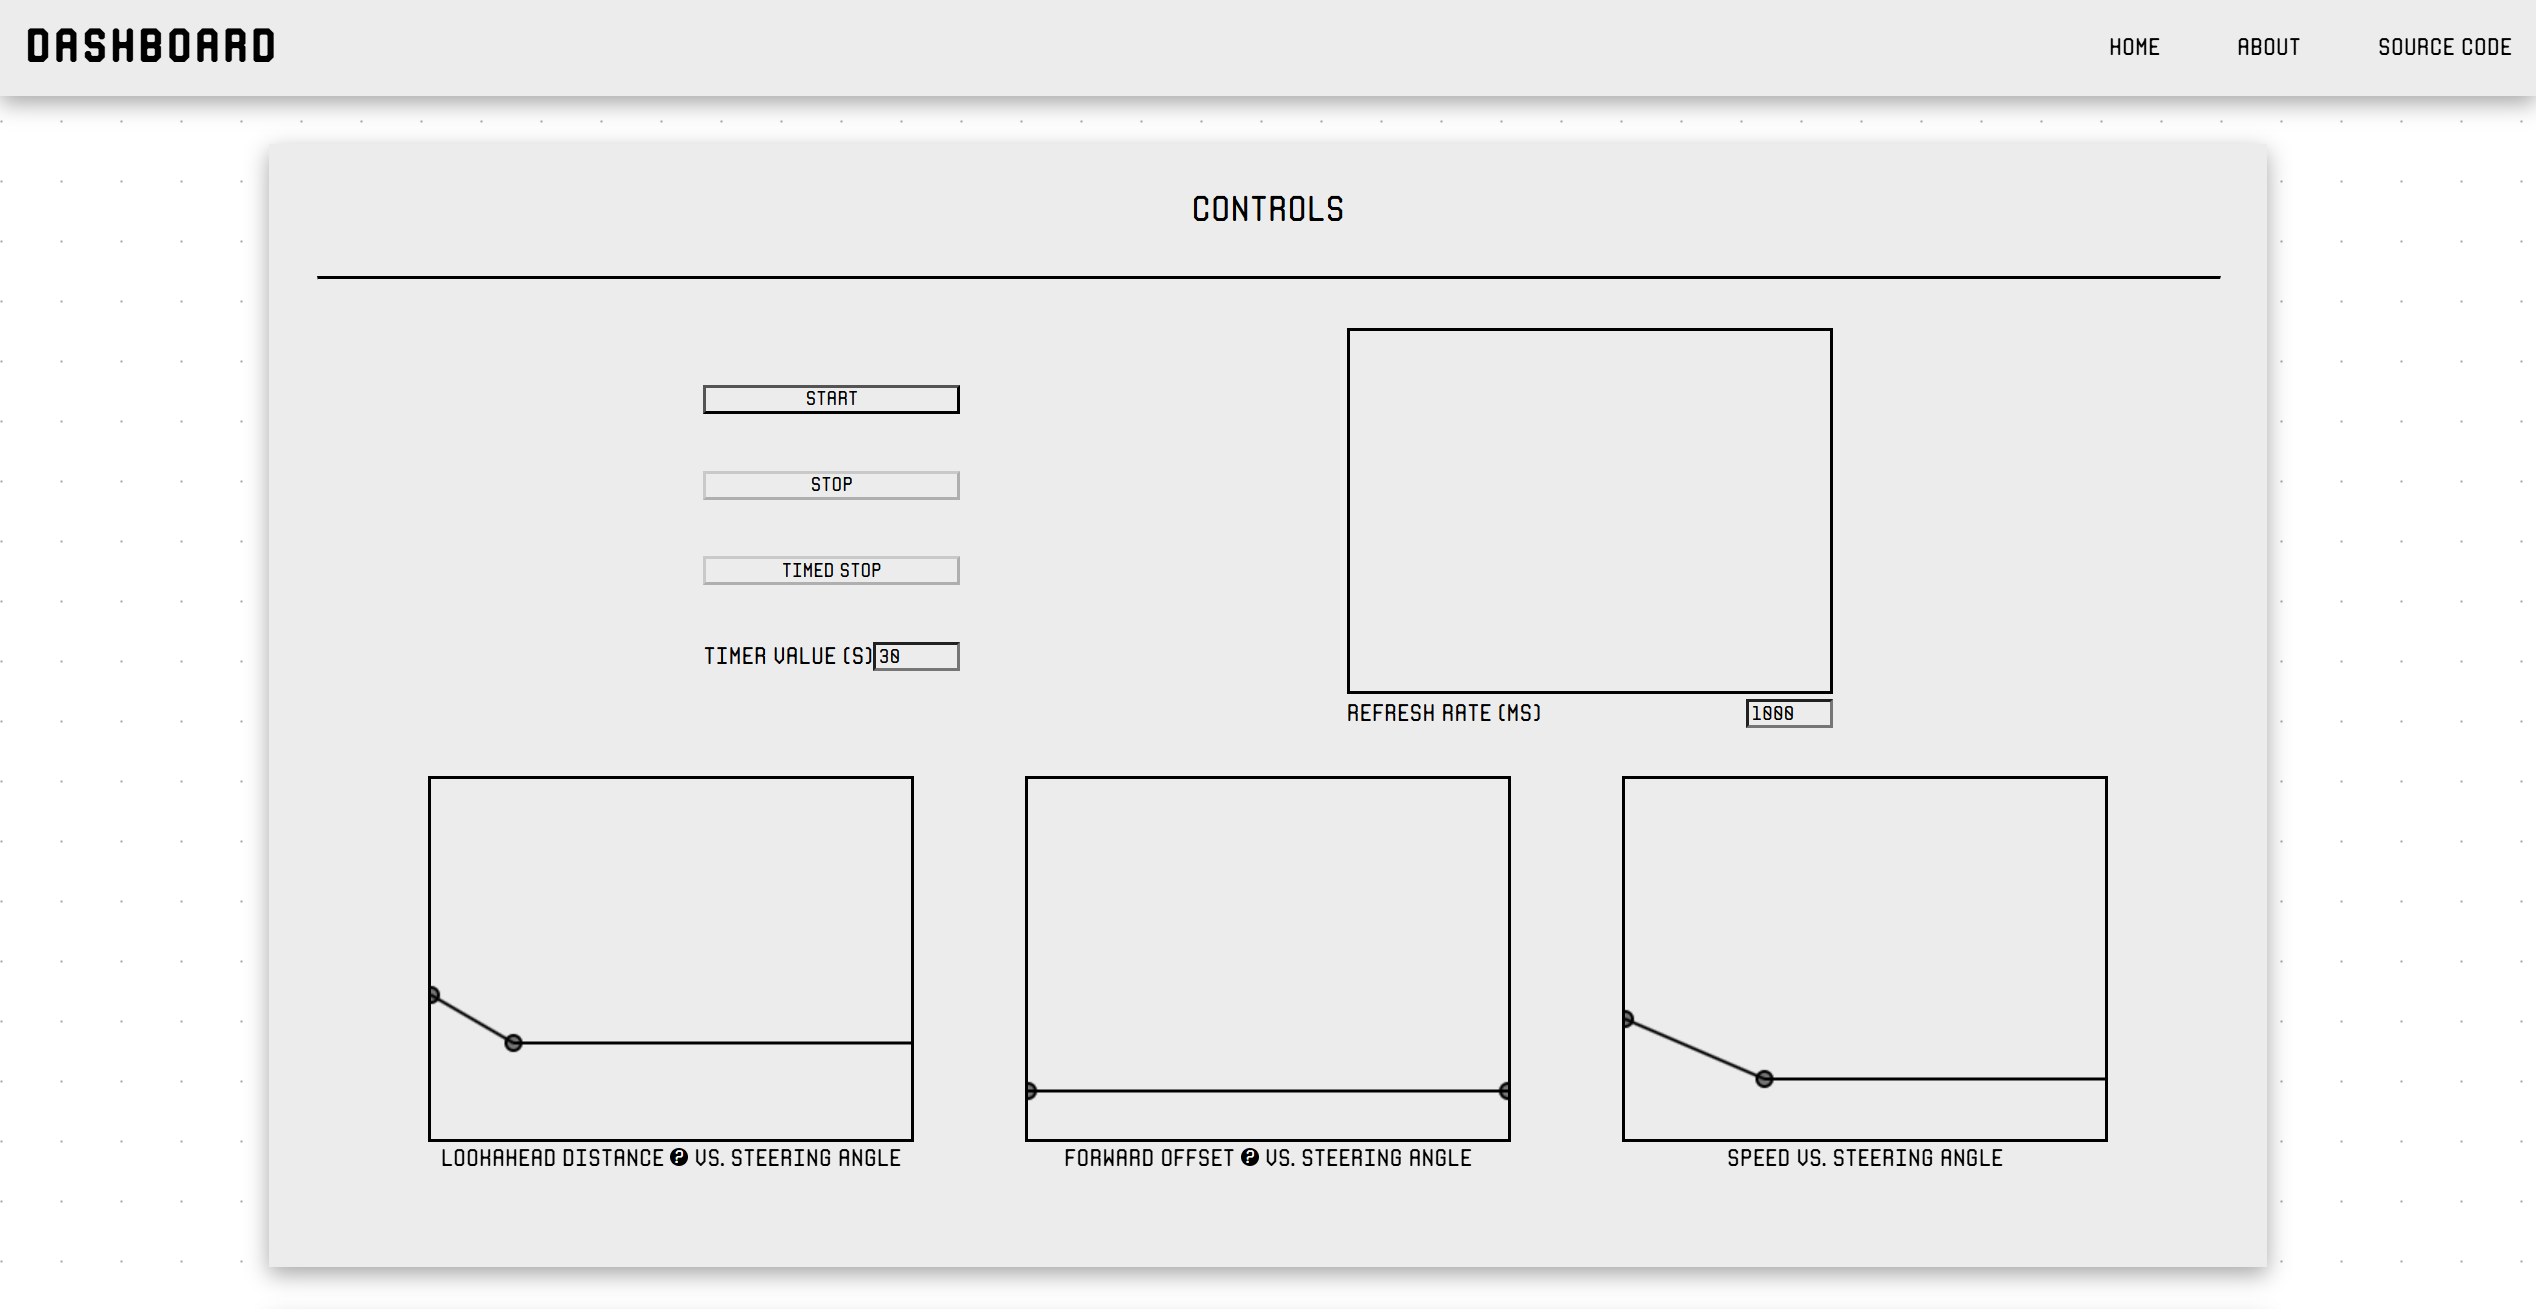 DASHBOARD
HOME
ABOUT
SOURCE CODE
CONTROLS
START
STOP
TIMED STOP
TIMER VALUE (S) 30
REFRESH RATE (MS) 1000
LOOKAHEAD DISTANCE ? VS. STEERING ANGLE
FORWARD OFFSET ? VS. STEERING ANGLE
SPEED VS. STEERING ANGLE